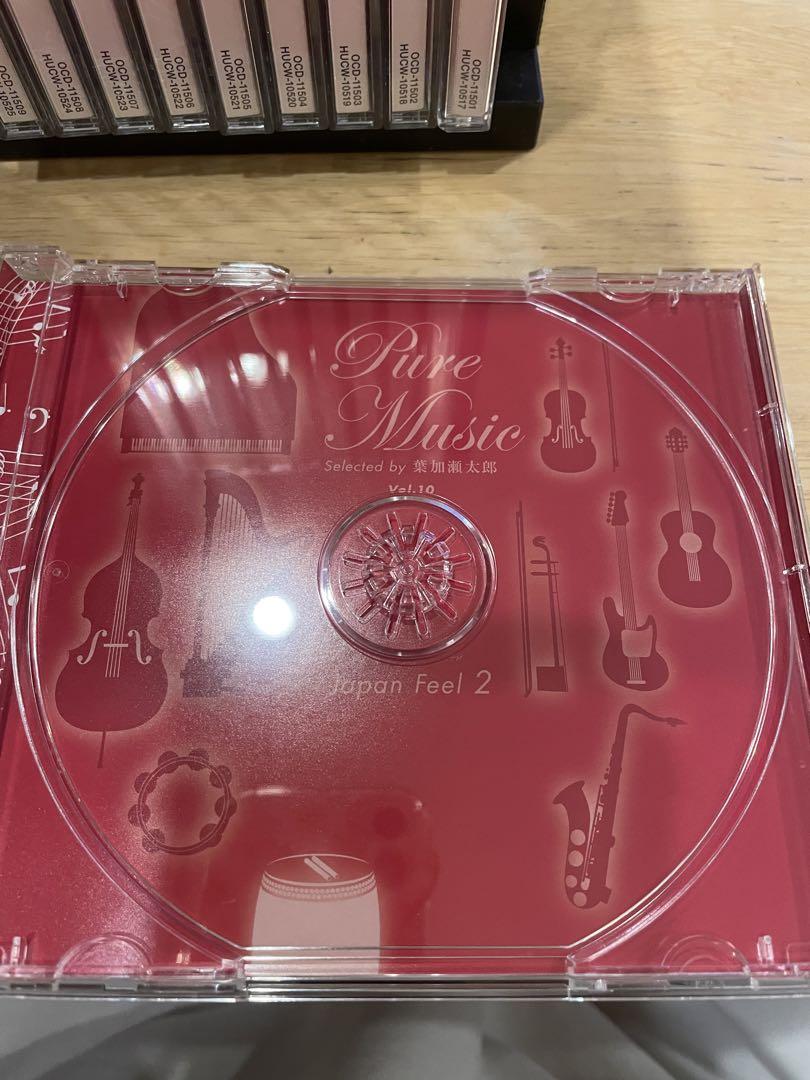 OCD-11509
HUCW-10525
OCD-11508
HUCW-10524
OCD-11507
HUCW-10523
OCD-11506
HUCW-10522
OCD-11505
HUCW-10521
OCD-11504
HUCW-10520
OCD-11503
HUCW-10519
OCD-11502
HUCW-10518
OCD-11501
HUCW-10517
Pure
Music
Selected by 葉加瀬太郎
Vol.10
Japan Feel 2